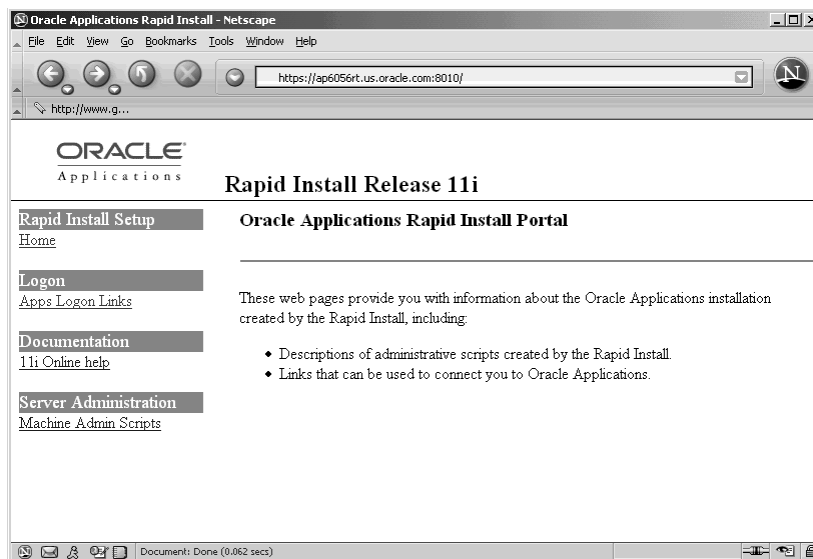 Oracle Applications Rapid Install - Netscape
File Edit View Go Bookmarks Tools Window Help
https://ap6056rt.us.oracle.com:8010/
N
http://www.g...
ORACLE
Applications
Rapid Install Release 11i
Rapid Install Setup
Home
Logon
Apps Logon Links
Documentation
11i Online help
Server Administration
Machine Admin Scripts
Oracle Applications Rapid Install Portal
These web pages provide you with information about the Oracle Applications installation
created by the Rapid Install, including:
Descriptions of administrative scripts created by the Rapid Install.
Links that can be used to connect you to Oracle Applications.
Document: Done (0.062 secs)